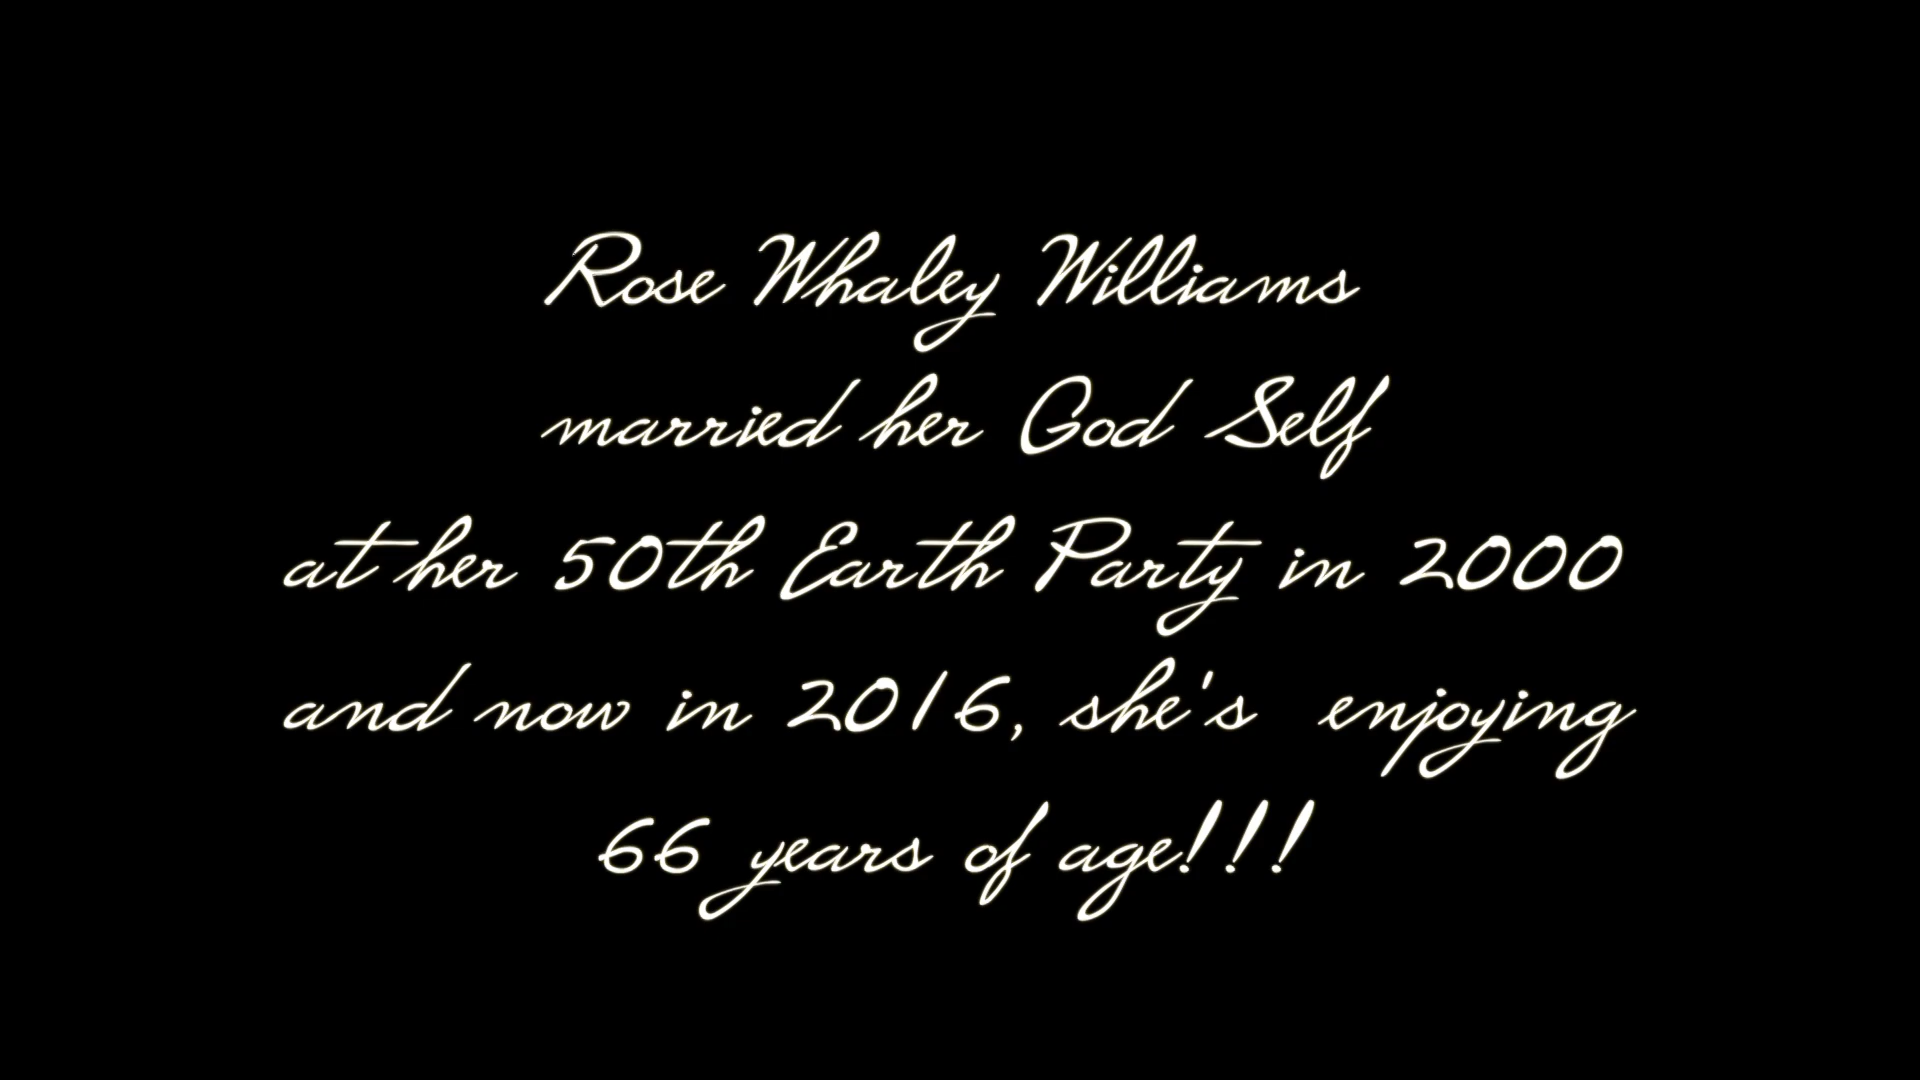 Rose Whaley Williams
married her God Self
at her 50th Earth Party in 2000
and now in 2016, she's enjoying
66 years of age!!!